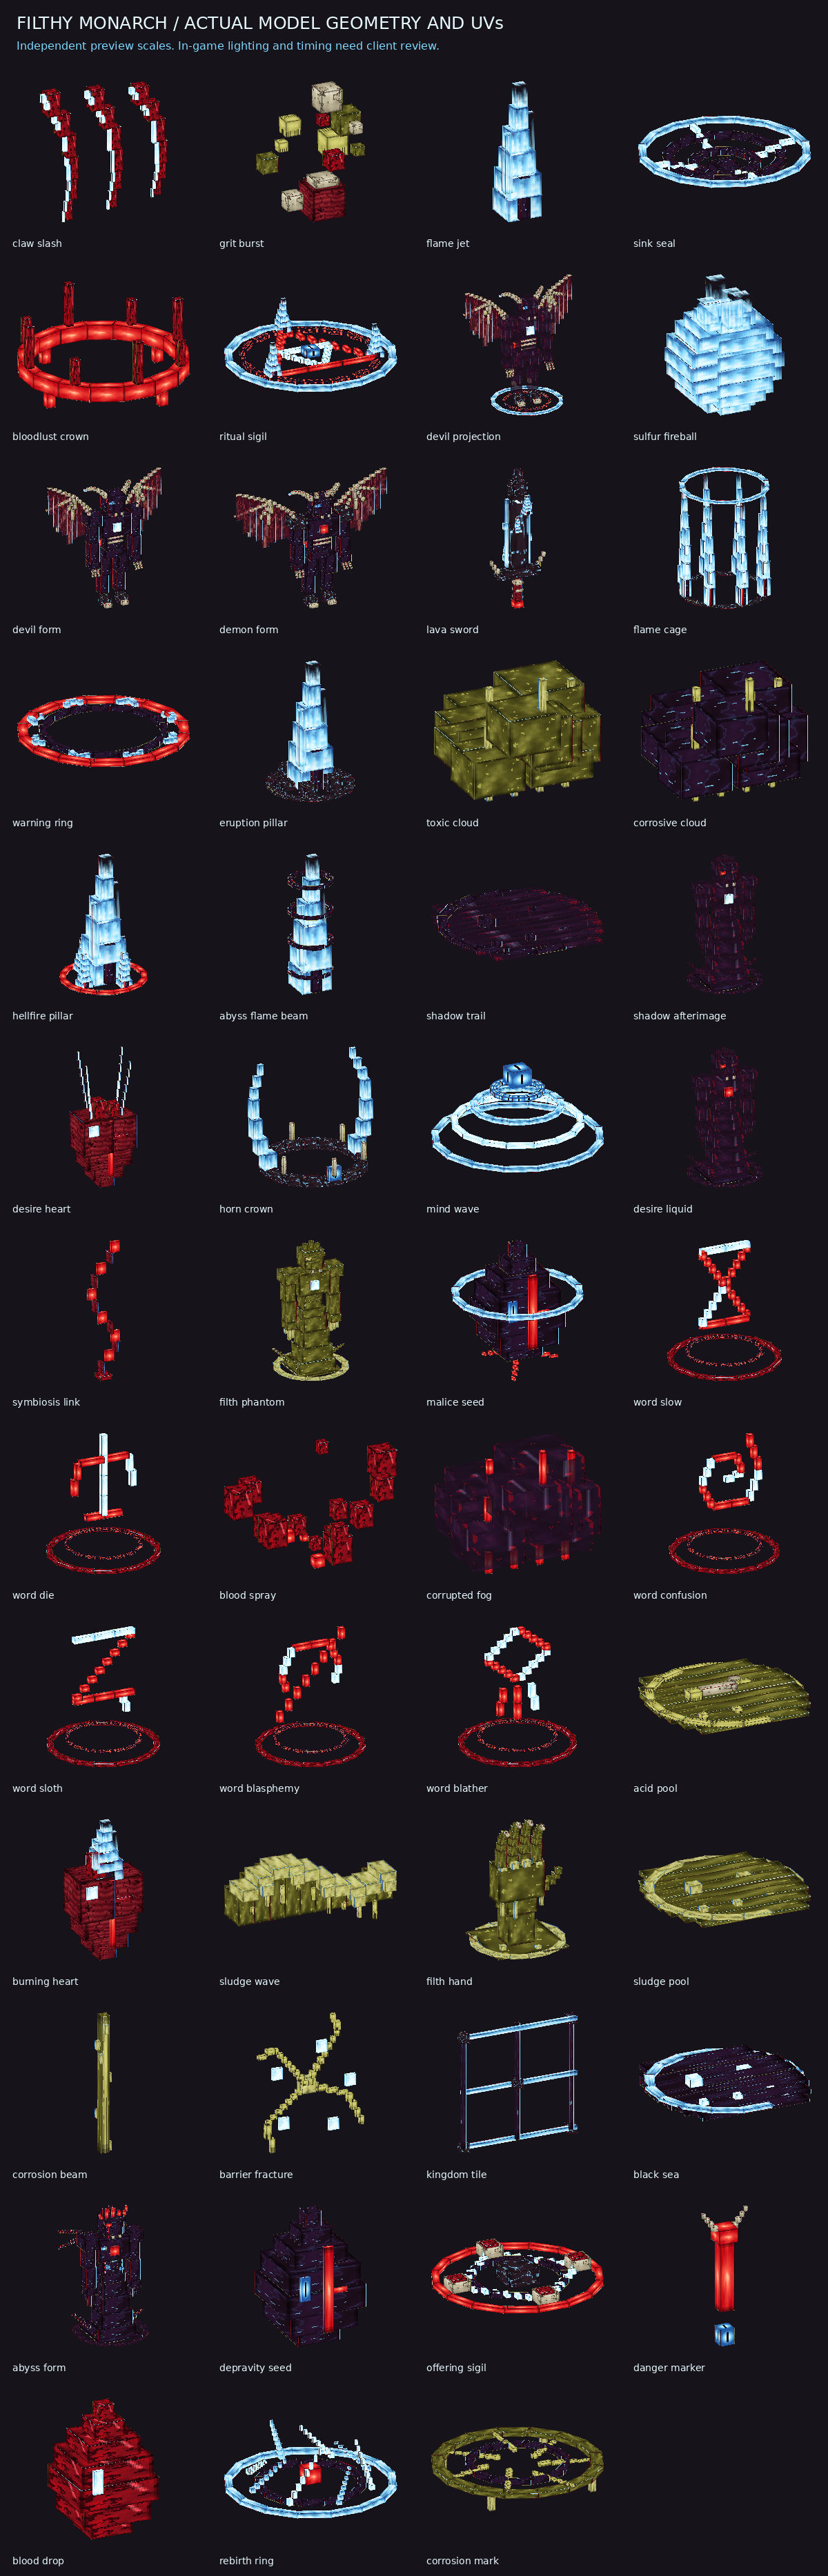 FILTHY MONARCH / ACTUAL MODEL GEOMETRY AND UVs
Independent preview scales. In-game lighting and timing need client review.
claw slash
grit burst
flame jet
sink seal
bloodlust crown
ritual sigil
devil projection
sulfur fireball
devil form
demon form
lava sword
flame cage
warning ring
eruption pillar
toxic cloud
corrosive cloud
hellfire pillar
abyss flame beam
shadow trail
shadow afterimage
desire heart
horn crown
mind wave
desire liquid
symbiosis link
filth phantom
malice seed
word slow
word die
blood spray
corrupted fog
word confusion
word sloth
word blasphemy
word blather
acid pool
burning heart
sludge wave
filth hand
sludge pool
corrosion beam
barrier fracture
kingdom tile
black sea
abyss form
depravity seed
offering sigil
danger marker
blood drop
rebirth ring
corrosion mark